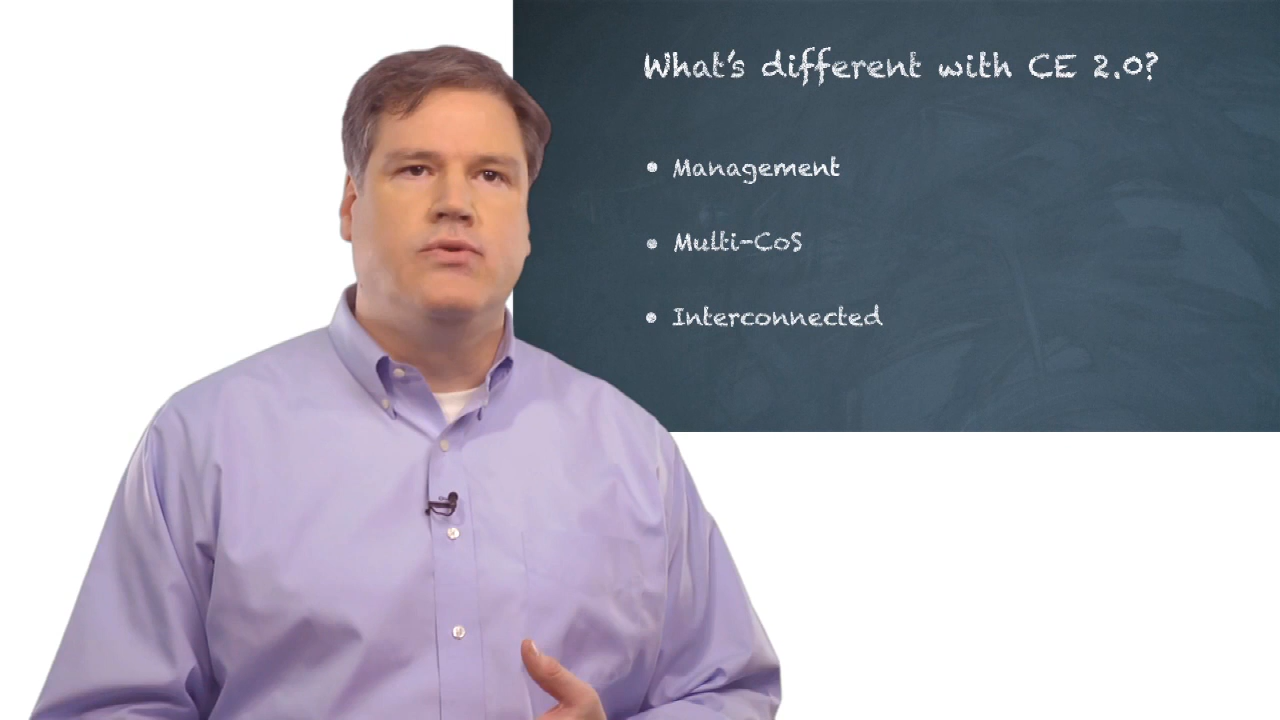 What's different with CE 2.0?
• Management
• Multi-CoS
• Interconnected